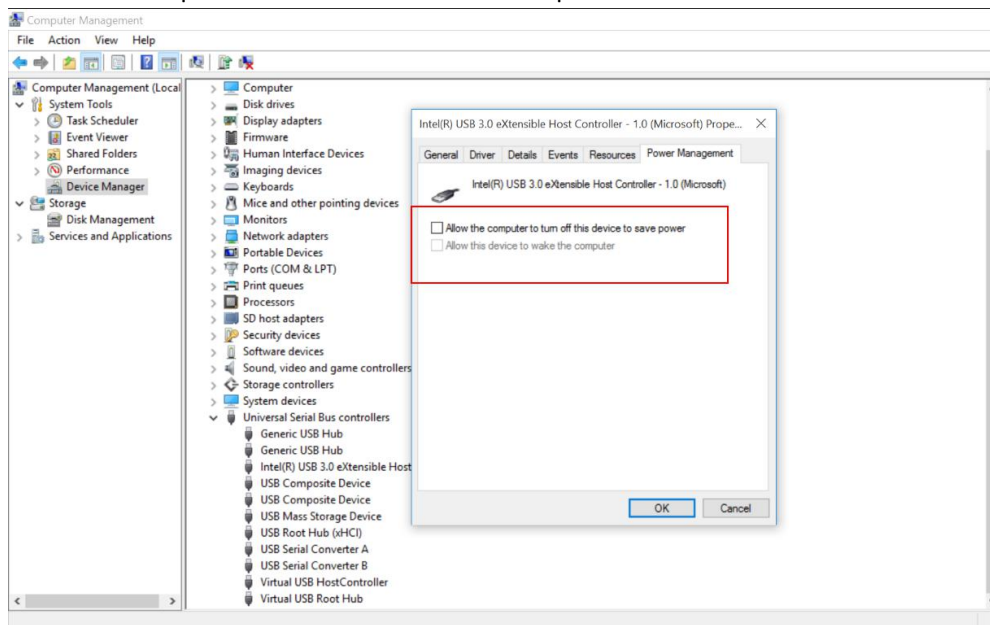 Computer Management
File Action View Help
Computer Management (Local
System Tools
Task Scheduler
Event Viewer
Shared Folders
Performance
Device Manager
Storage
Disk Management
Services and Applications
Computer
Disk drives
Display adapters
Firmware
Human Interface Devices
Imaging devices
Keyboards
Mice and other pointing devices
Monitors
Network adapters
Portable Devices
Ports (COM & LPT)
Print queues
Processors
SD host adapters
Security devices
Software devices
Sound, video and game controllers
Storage controllers
System devices
Universal Serial Bus controllers
Generic USB Hub
Generic USB Hub
Intel(R) USB 3.0 eXtensible Host
USB Composite Device
USB Composite Device
USB Mass Storage Device
USB Root Hub (xHCI)
USB Serial Converter A
USB Serial Converter B
Virtual USB HostController
Virtual USB Root Hub
Intel(R) USB 3.0 eXtensible Host Controller - 1.0 (Microsoft) Prope...
General Driver Details Events Resources Power Management
Intel(R) USB 3.0 eXtensible Host Controller - 1.0 (Microsoft)
Allow the computer to turn off this device to save power
Allow this device to wake the computer
OK Cancel